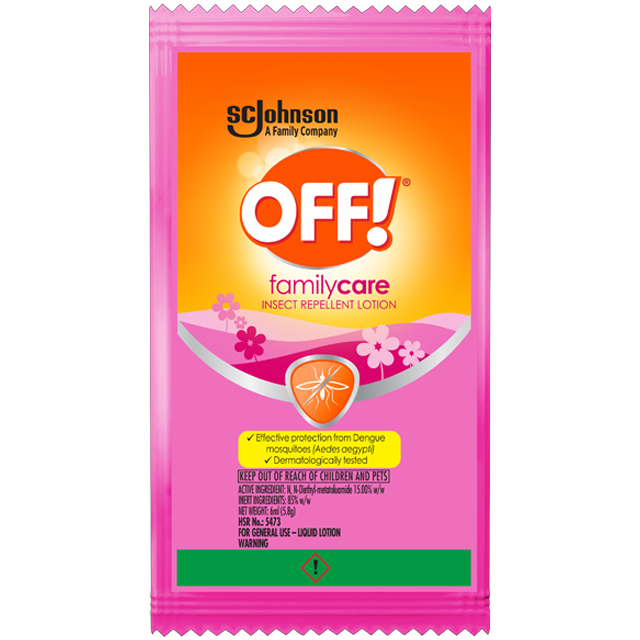 scJohnson
A Family Company
OFF!®
familycare
INSECT REPELLENT LOTION
✓ Effective protection from Dengue
mosquitoes (Aedes aegypti)
✓ Dermatologically tested
KEEP OUT OF REACH OF CHILDREN AND PETS
ACTIVE INGREDIENT: N, N-Diethyl-metatoluamide 15.00% w/w
INERT INGREDIENTS: 85% w/w
NET WEIGHT: 6ml (5.8g)
HSR No.: 5473
FOR GENERAL USE – LIQUID LOTION
WARNING
!